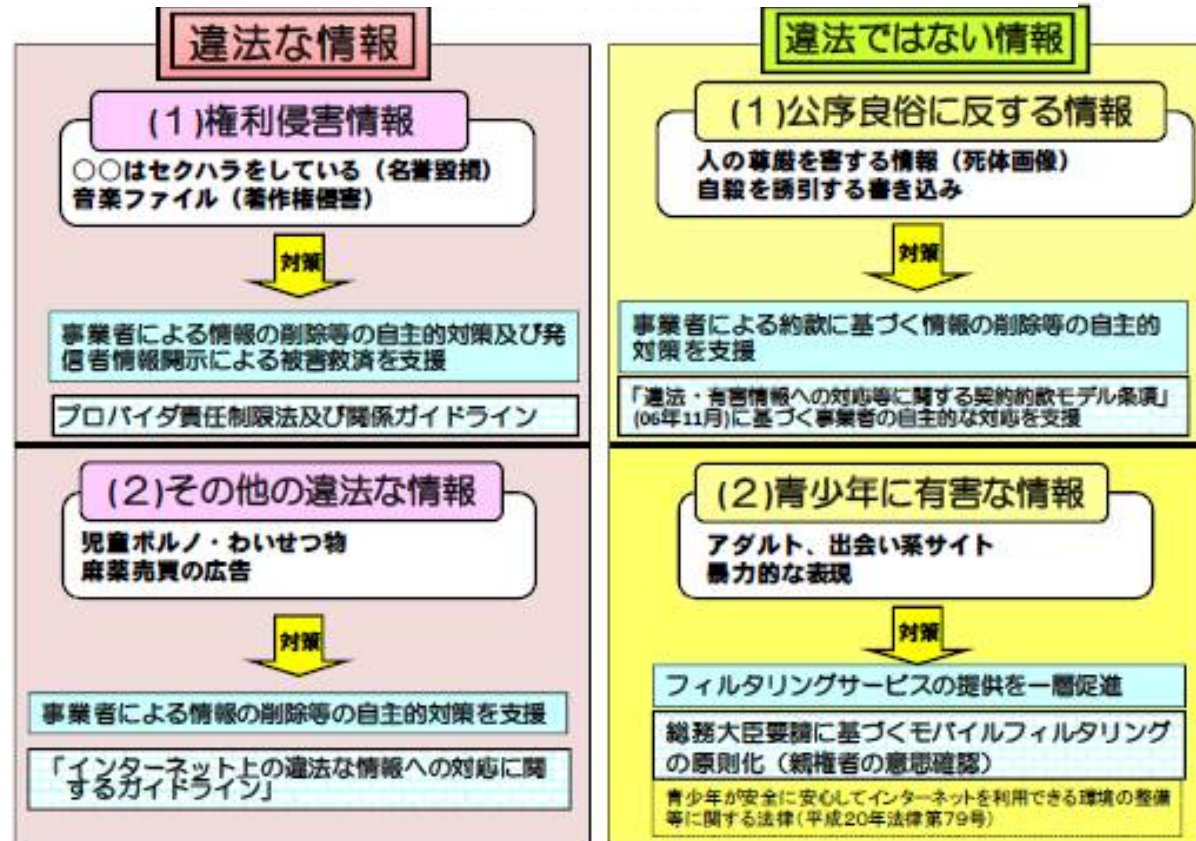 違法な情報
(1)権利侵害情報
○○はセクハラをしている（名誉毀損）
音楽ファイル（著作権侵害）
対策
事業者による情報の削除等の自主的対策及び発
信者情報開示による被害救済を支援
プロバイダ責任制限法及び関係ガイドライン
(2)その他の違法な情報
児童ポルノ・わいせつ物
麻薬売買の広告
対策
事業者による情報の削除等の自主的対策を支援
「インターネット上の違法な情報への対応に関
するガイドライン」
違法ではない情報
(1)公序良俗に反する情報
人の尊厳を害する情報（死体画像）
自殺を誘引する書き込み
対策
事業者による約款に基づく情報の削除等の自主的
対策を支援
「違法・有害情報への対応等に関する契約約款モデル条項」
(06年11月)に基づく事業者の自主的な対応を支援
(2)青少年に有害な情報
アダルト、出会い系サイト
暴力的な表現
対策
フィルタリングサービスの提供を一層促進
総務大臣要請に基づくモバイルフィルタリング
の原則化（親権者の意思確認）
青少年が安全に安心してインターネットを利用できる環境の整備
等に関する法律(平成20年法律第79号)